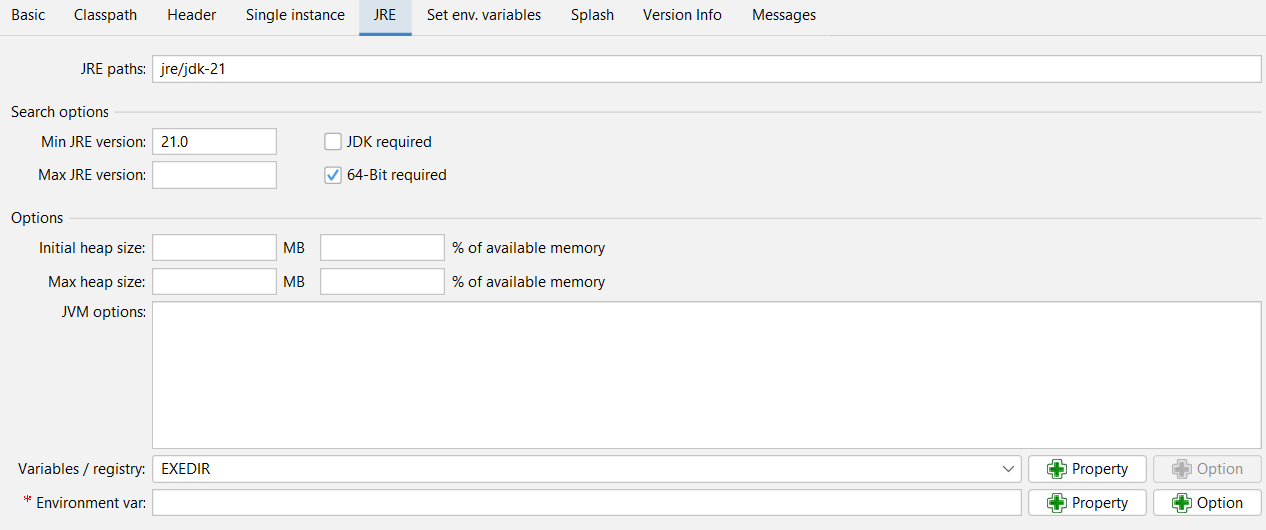 Basic Classpath Header Single instance JRE Set env. variables Splash Version Info Messages
JRE paths: jre/jdk-21
Search options
Min JRE version: 21.0 JDK required
Max JRE version: 64-Bit required
Options
Initial heap size: MB % of available memory
Max heap size: MB % of available memory
JVM options:
Variables / registry: EXEDIR Property Option
* Environment var: Property Option